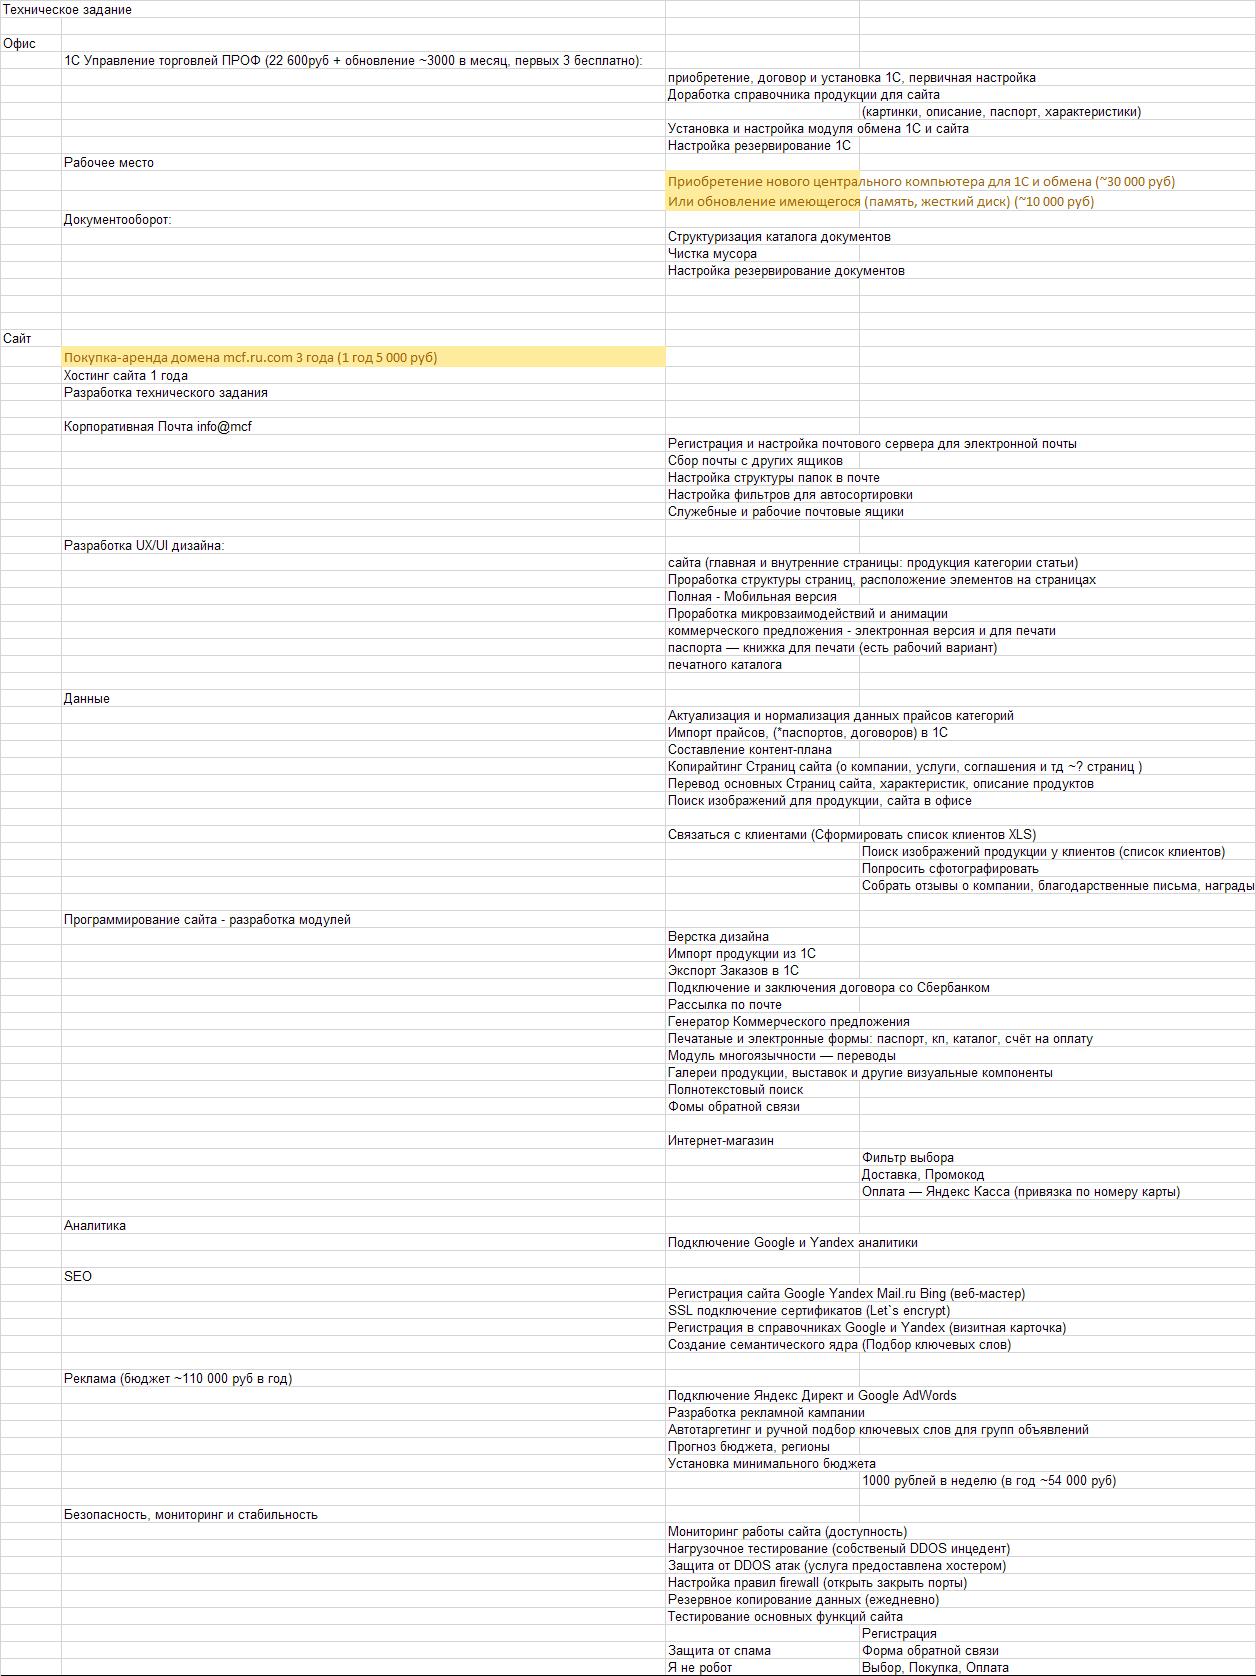 Техническое задание
Офис
1С Управление торговлей ПРОФ (22 600руб + обновление ~3000 в месяц, первых 3 бесплатно):
приобретение, договор и установка 1С, первичная настройка
Доработка справочника продукции для сайта
(картинки, описание, паспорт, характеристики)
Установка и настройка модуля обмена 1С и сайта
Настройка резервирование 1С
Рабочее место
Приобретение нового центрального компьютера для 1С и обмена (~30 000 руб)
Или обновление имеющегося (память, жесткий диск) (~10 000 руб)
Документооборот:
Структуризация каталога документов
Чистка мусора
Настройка резервирование документов
Сайт
Покупка-аренда домена mcf.ru.com 3 года (1 год 5 000 руб)
Хостинг сайта 1 года
Разработка технического задания
Корпоративная Почта info@mcf
Регистрация и настройка почтового сервера для электронной почты
Сбор почты с других ящиков
Настройка структуры папок в почте
Настройка фильтров для автосортировки
Служебные и рабочие почтовые ящики
Разработка UX/UI дизайна:
сайта (главная и внутренние страницы: продукция категории статьи)
Проработка структуры страниц, расположение элементов на страницах
Полная - Мобильная версия
Проработка микровзаимодействий и анимации
коммерческого предложения - электронная версия и для печати
паспорта — книжка для печати (есть рабочий вариант)
печатного каталога
Данные
Актуализация и нормализация данных прайсов категорий
Импорт прайсов, (*паспортов, договоров) в 1С
Составление контент-плана
Копирайтинг Страниц сайта (о компании, услуги, соглашения и тд ~? страниц )
Перевод основных Страниц сайта, характеристик, описание продуктов
Поиск изображений для продукции, сайта в офисе
Связаться с клиентами (Сформировать список клиентов XLS)
Поиск изображений продукции у клиентов (список клиентов)
Попросить сфотографировать
Собрать отзывы о компании, благодарственные письма, награды
Программирование сайта - разработка модулей
Верстка дизайна
Импорт продукции из 1С
Экспорт Заказов в 1С
Подключение и заключения договора со Сбербанком
Рассылка по почте
Генератор Коммерческого предложения
Печатаные и электронные формы: паспорт, кп, каталог, счёт на оплату
Модуль многоязычности — переводы
Галереи продукции, выставок и другие визуальные компоненты
Полнотекстовый поиск
Фомы обратной связи
Интернет-магазин
Фильтр выбора
Доставка, Промокод
Оплата — Яндекс Касса (привязка по номеру карты)
Аналитика
Подключение Google и Yandex аналитики
SEO
Регистрация сайта Google Yandex Mail.ru Bing (веб-мастер)
SSL подключение сертификатов (Let`s encrypt)
Регистрация в справочниках Google и Yandex (визитная карточка)
Создание семантического ядра (Подбор ключевых слов)
Реклама (бюджет ~110 000 руб в год)
Подключение Яндекс Директ и Google AdWords
Разработка рекламной кампании
Автотаргетинг и ручной подбор ключевых слов для групп объявлений
Прогноз бюджета, регионы
Установка минимального бюджета
1000 рублей в неделю (в год ~54 000 руб)
Безопасность, мониторинг и стабильность
Мониторинг работы сайта (доступность)
Нагрузочное тестирование (собственый DDOS инцедент)
Защита от DDOS атак (услуга предоставлена хостером)
Настройка правил firewall (открыть закрыть порты)
Резервное копирование данных (ежедневно)
Тестирование основных функций сайта
Регистрация
Защита от спама Форма обратной связи
Я не робот Выбор, Покупка, Оплата